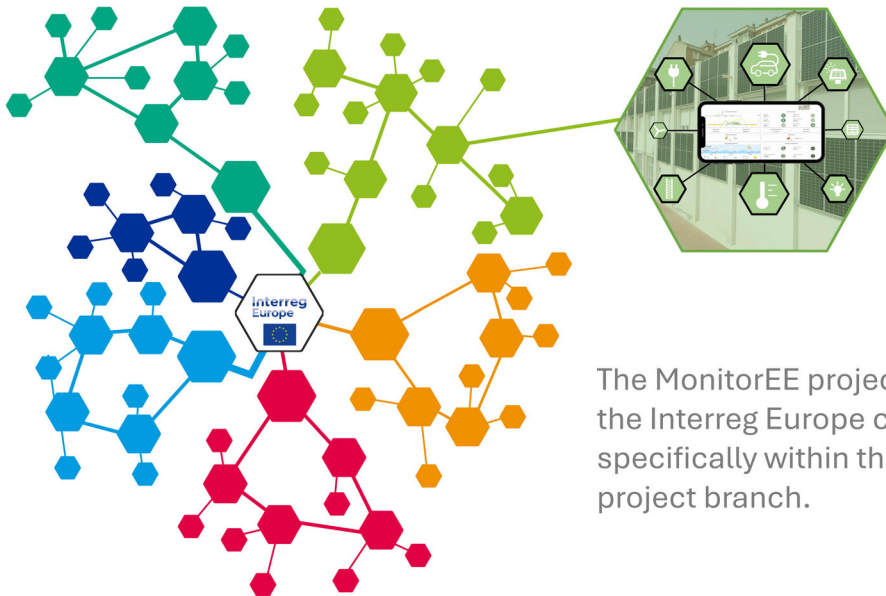 Interreg
Europe
The MonitorEE projec
the Interreg Europe c
specifically within th
project branch.